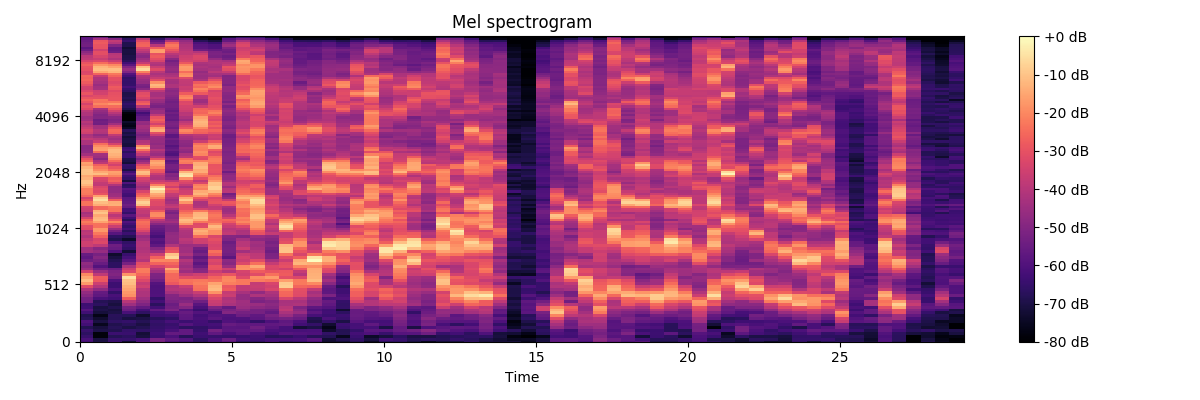 Mel spectrogram
+0 dB
8192
-10 dB
4096
-20 dB
-30 dB
2048
-40 dB
Hz
1024
-50 dB
-60 dB
512
-70 dB
0
-80 dB
0 5 10 15 20 25
Time